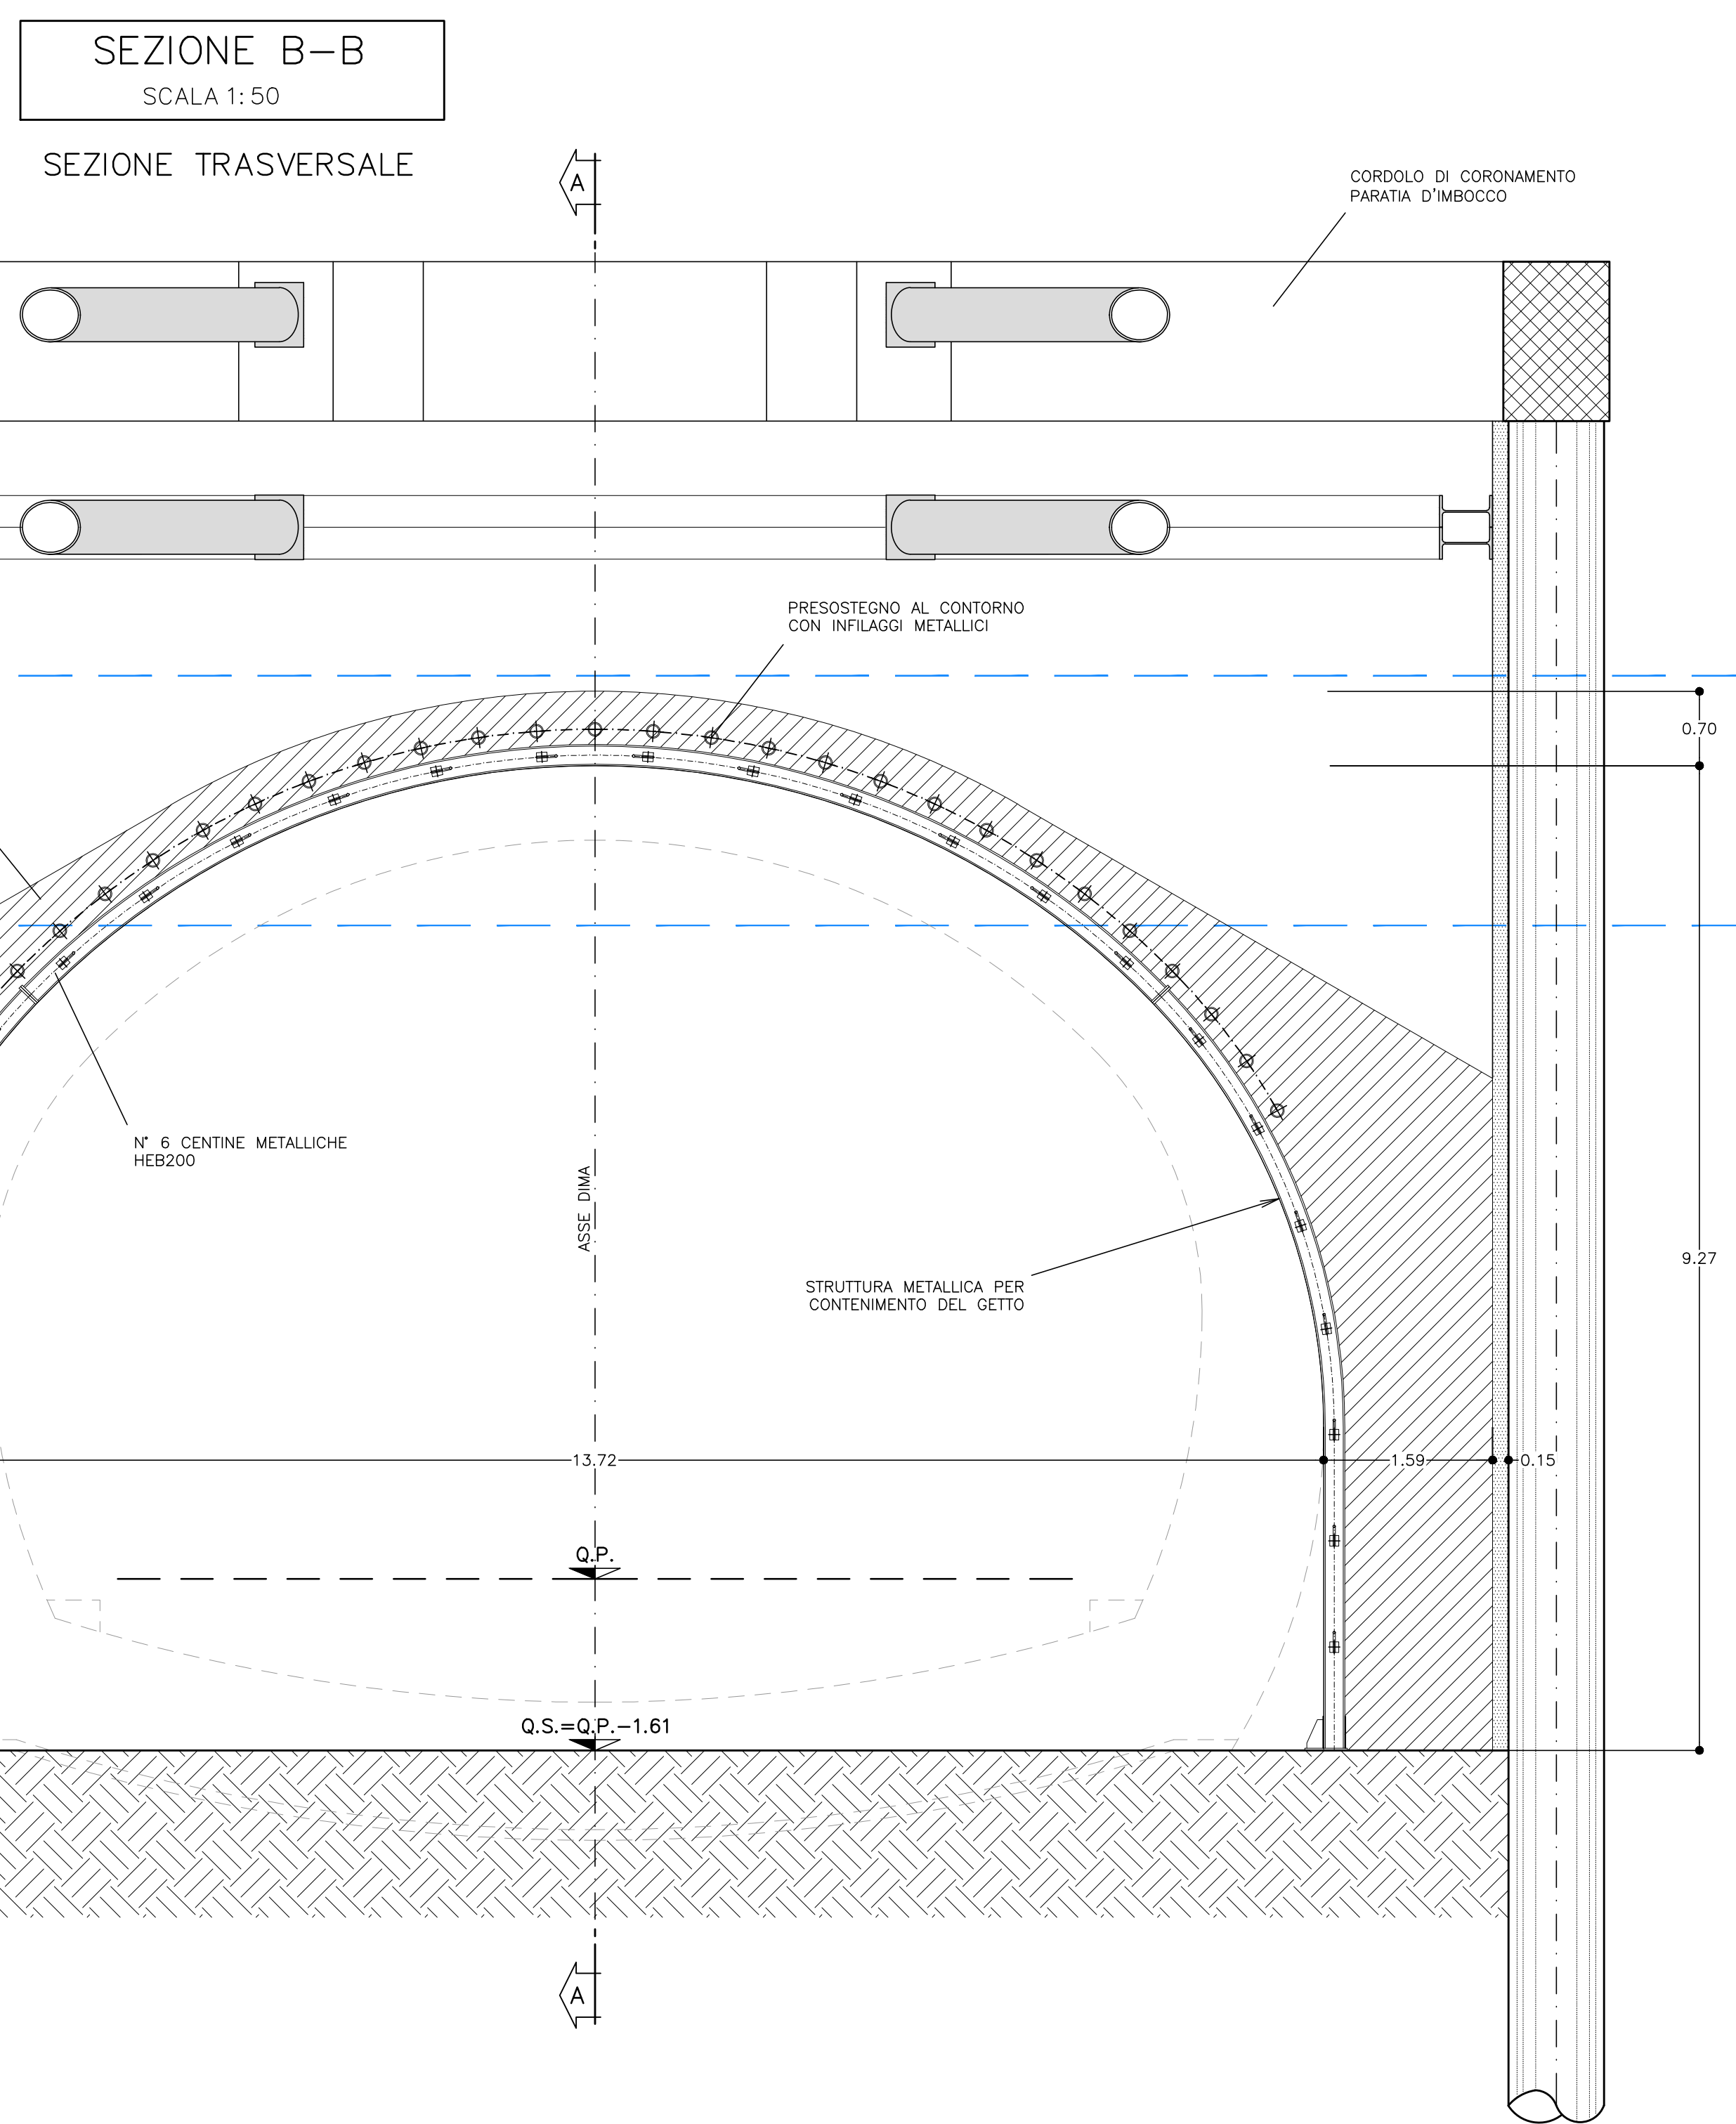 SEZIONE B-B
SCALA 1:50
SEZIONE TRASVERSALE
A
CORDOLO DI CORONAMENTO
PARATIA D'IMBOCCO
PRESOSTEGNO AL CONTORNO
CON INFILAGGI METALLICI
0.70
N° 6 CENTINE METALLICHE
HEB200
ASSE DIMA
9.27
STRUTTURA METALLICA PER
CONTENIMENTO DEL GETTO
13.72
1.59
0.15
Q.P.
Q.S.=Q.P.-1.61
A